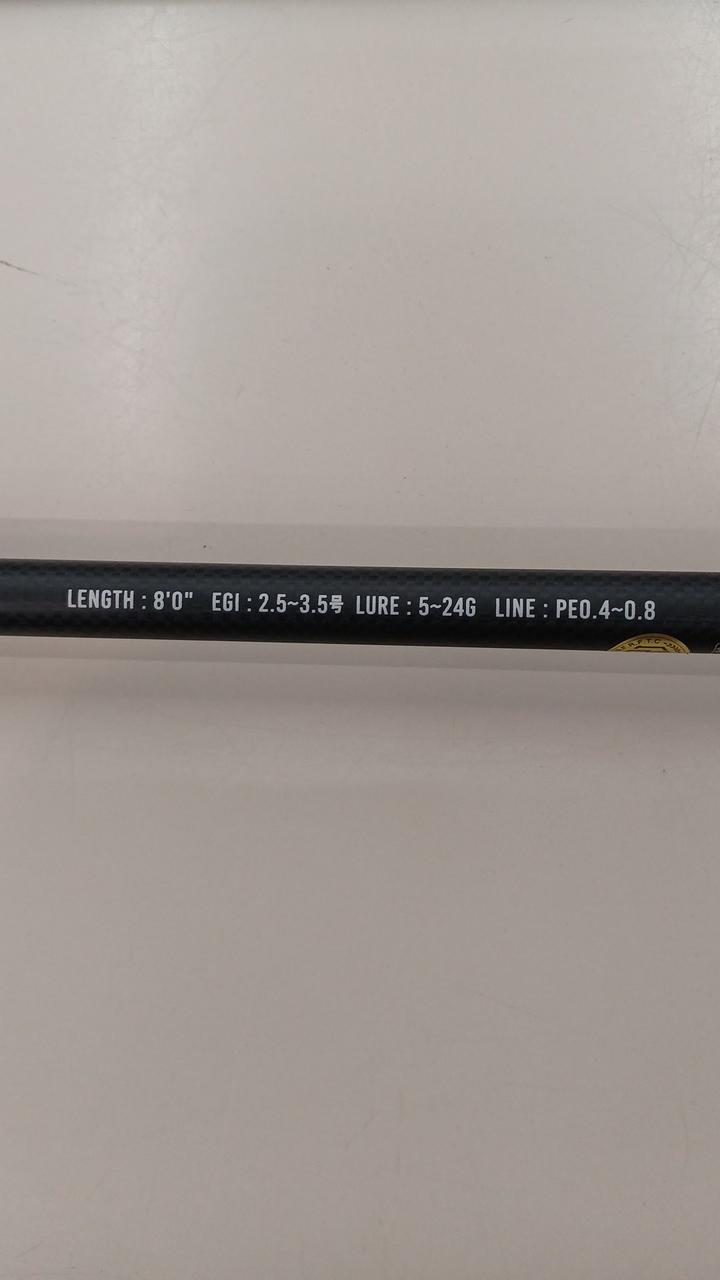 LENGTH : 8'0" EGI : 2.5~3.5号 LURE : 5~24G LINE : PE0.4~0.8